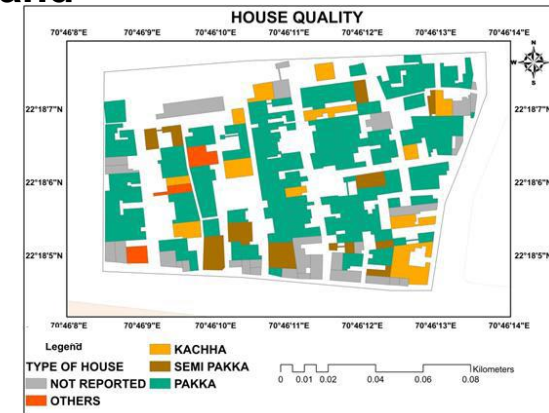 HOUSE QUALITY
70°46'8"E 70°46'9"E 70°46'10"E 70°46'11"E 70°46'12"E 70°46'13"E 70°46'14"E
N
W E
S
22°18'7"N 22°18'7"N
22°18'6"N 22°18'6"N
22°18'5"N 22°18'5"N
70°46'8"E 70°46'9"E 70°46'10"E 70°46'11"E 70°46'12"E 70°46'13"E 70°46'14"E
Legend
TYPE OF HOUSE
NOT REPORTED
OTHERS
KACHHA
SEMI PAKKA
PAKKA
Kilometers
0 0.01 0.02 0.04 0.06 0.08